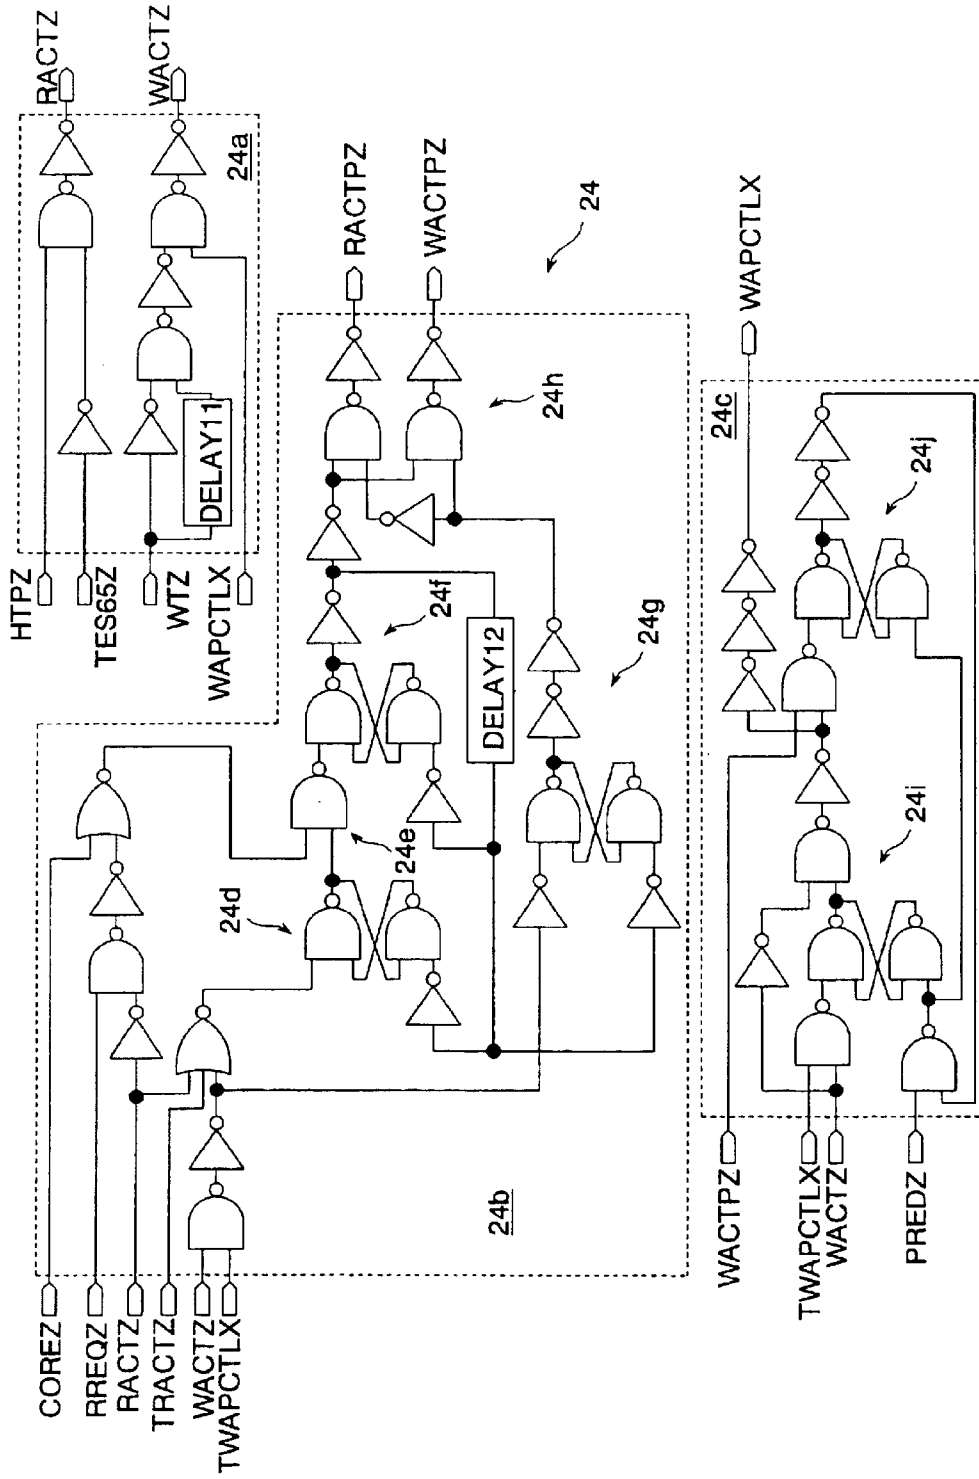 HTPZ
TES65Z
WTZ
WAPCTLX
DELAY11
24a
RACTZ
WACTZ
COREZ
RREQZ
RACTZ
TRACTZ
WACTZ
TWAPCTLX
24b
24d
24e
24f
DELAY12
24g
24h
RACTPZ
WACTPZ
24
WACTPZ
TWAPCTLX
WACTZ
PREDZ
24i
24j
24c
WAPCTLX